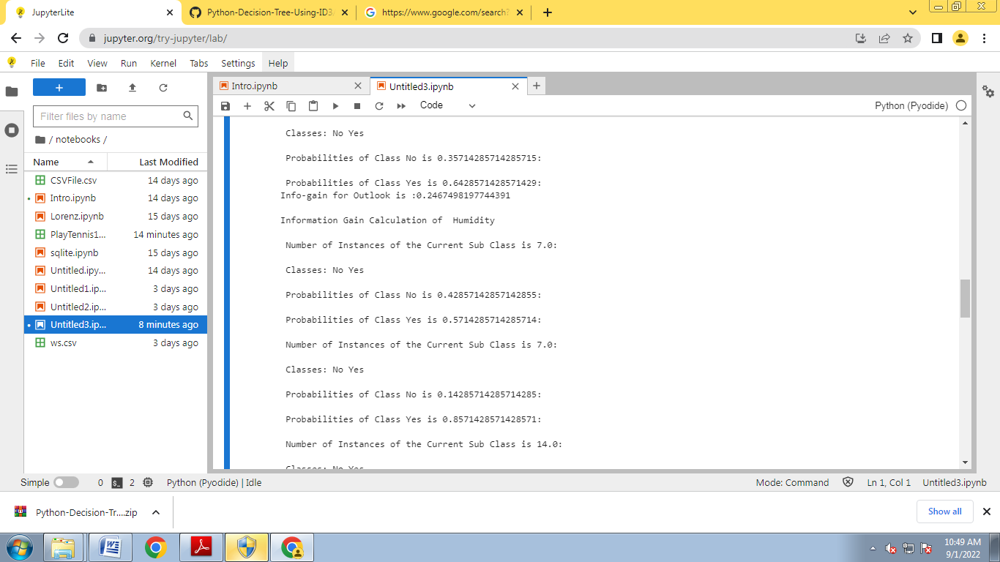 JupyterLite
Python-Decision-Tree-Using-ID3
https://www.google.com/search?
jupyter.org/try-jupyter/lab/
File Edit View Run Kernel Tabs Settings Help
Filter files by name
/ notebooks /
Name Last Modified
CSVFile.csv 14 days ago
Intro.ipynb 14 days ago
Lorenz.ipynb 15 days ago
PlayTennis1... 14 minutes ago
sqlite.ipynb 15 days ago
Untitled.ipy... 14 days ago
Untitled1.ip... 3 days ago
Untitled2.ip... 3 days ago
Untitled3.ip... 8 minutes ago
ws.csv 3 days ago
Intro.ipynb
Untitled3.ipynb
Code
Python (Pyodide)
Classes: No Yes
Probabilities of Class No is 0.35714285714285715:
Probabilities of Class Yes is 0.6428571428571429:
Info-gain for Outlook is :0.2467498197744391
Information Gain Calculation of  Humidity
Number of Instances of the Current Sub Class is 7.0:
Classes: No Yes
Probabilities of Class No is 0.42857142857142855:
Probabilities of Class Yes is 0.5714285714285714:
Number of Instances of the Current Sub Class is 7.0:
Classes: No Yes
Probabilities of Class No is 0.14285714285714285:
Probabilities of Class Yes is 0.8571428571428571:
Number of Instances of the Current Sub Class is 14.0:
Classes: No Yes
Simple 0 2 Python (Pyodide) | Idle
Mode: Command Ln 1, Col 1 Untitled3.ipynb
Python-Decision-Tr....zip
Show all
10:49 AM
9/1/2022